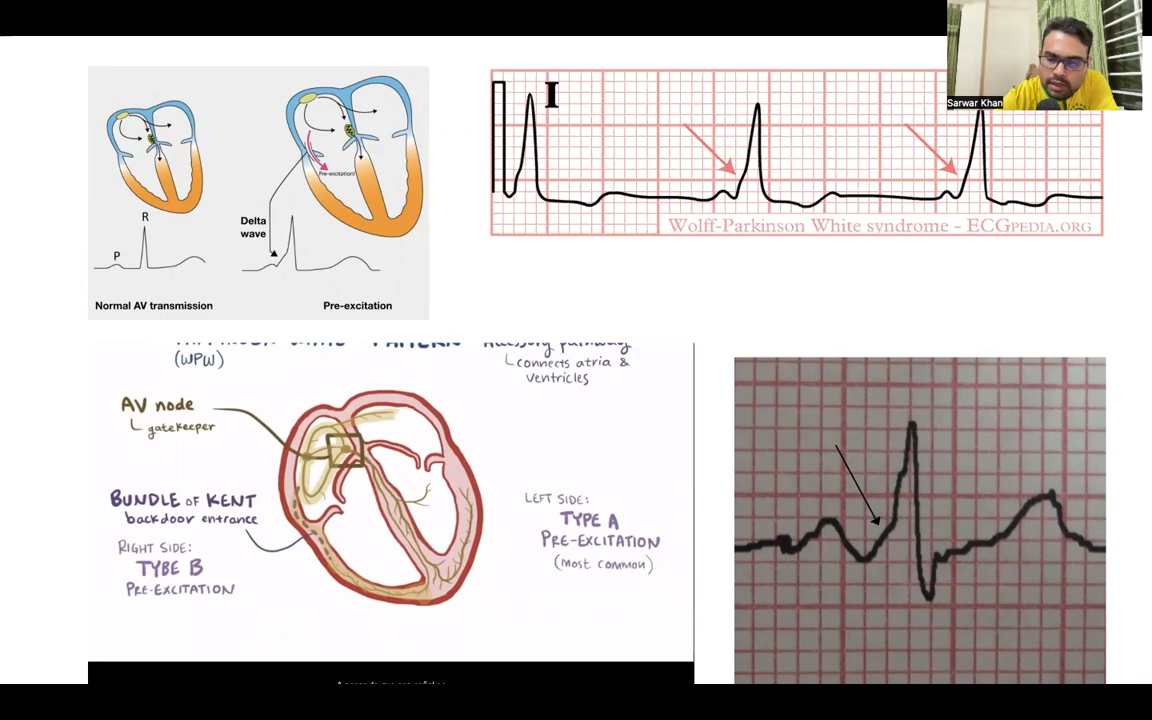 Sarwar Khan
I
Wolff-Parkinson White syndrome - ECGPEDIA.ORG
Pre-excitation!
Delta
wave
R
P
Normal AV transmission
Pre-excitation
(WPW)
PATTERN
Accessory pathway
connects atria &
ventricles
AV node
gatekeeper
BUNDLE OF KENT
backdoor entrance
RIGHT SIDE:
TYBE B
PRE-EXCITATION
LEFT SIDE:
TYPE A
PRE-EXCITATION
(most common)